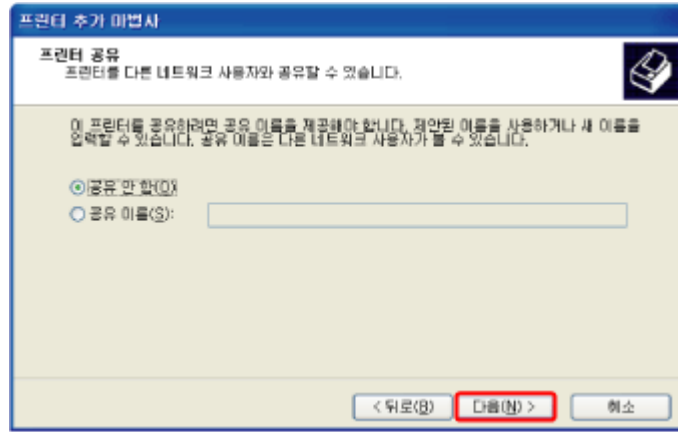 프린터 추가 마법사
프린터 공유
프린터를 다른 네트워크 사용자와 공유할 수 있습니다.
이 프린터를 공유하려면 공유 이름을 제공해야 합니다. 제안된 이름을 사용하거나 새 이름을
입력할 수 있습니다. 공유 이름은 다른 네트워크 사용자가 볼 수 있습니다.
공유 안 함(O)
공유 이름(S):
< 뒤로(B) 다음(N) > 취소